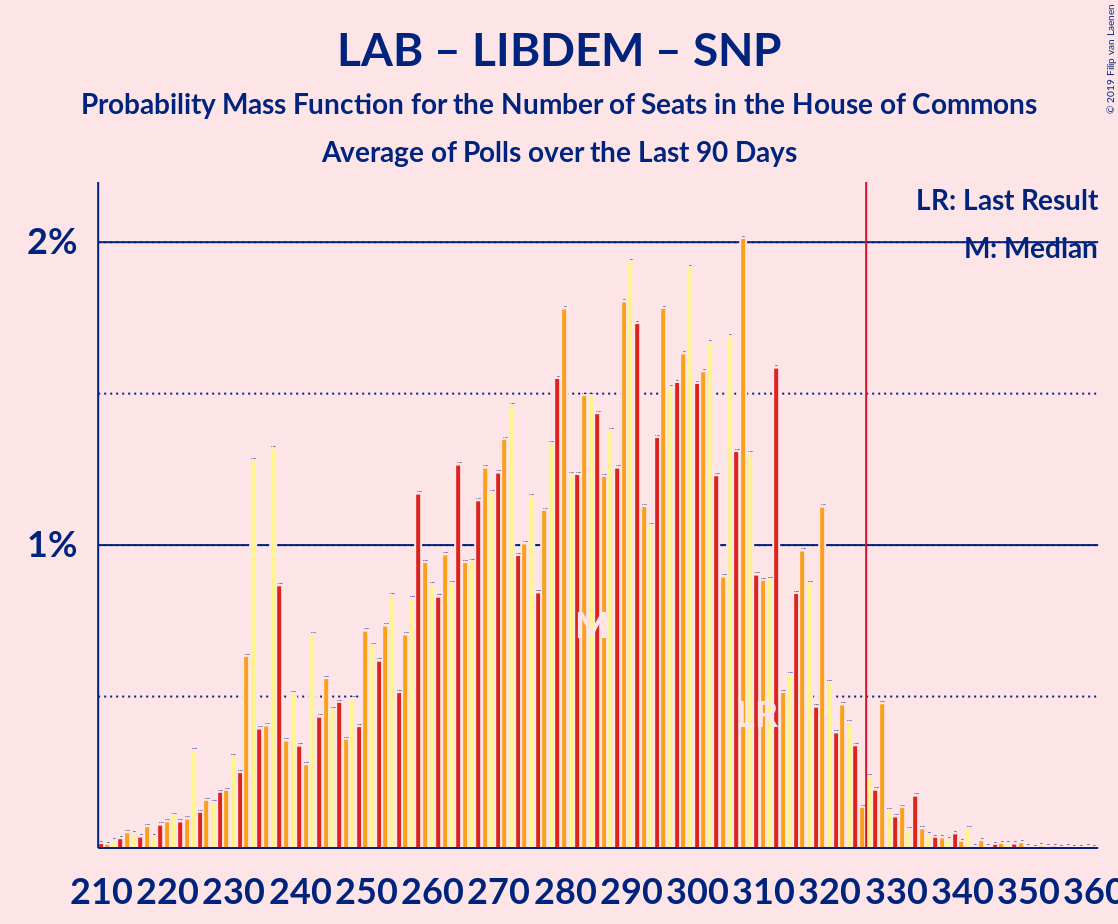 LAB – LIBDEM – SNP
Probability Mass Function for the Number of Seats in the House of Commons
Average of Polls over the Last 90 Days
© 2019 Filip van Laenen
LR: Last Result
M: Median
2%
1%
M
LR
210 220 230 240 250 260 270 280 290 300 310 320 330 340 350 360